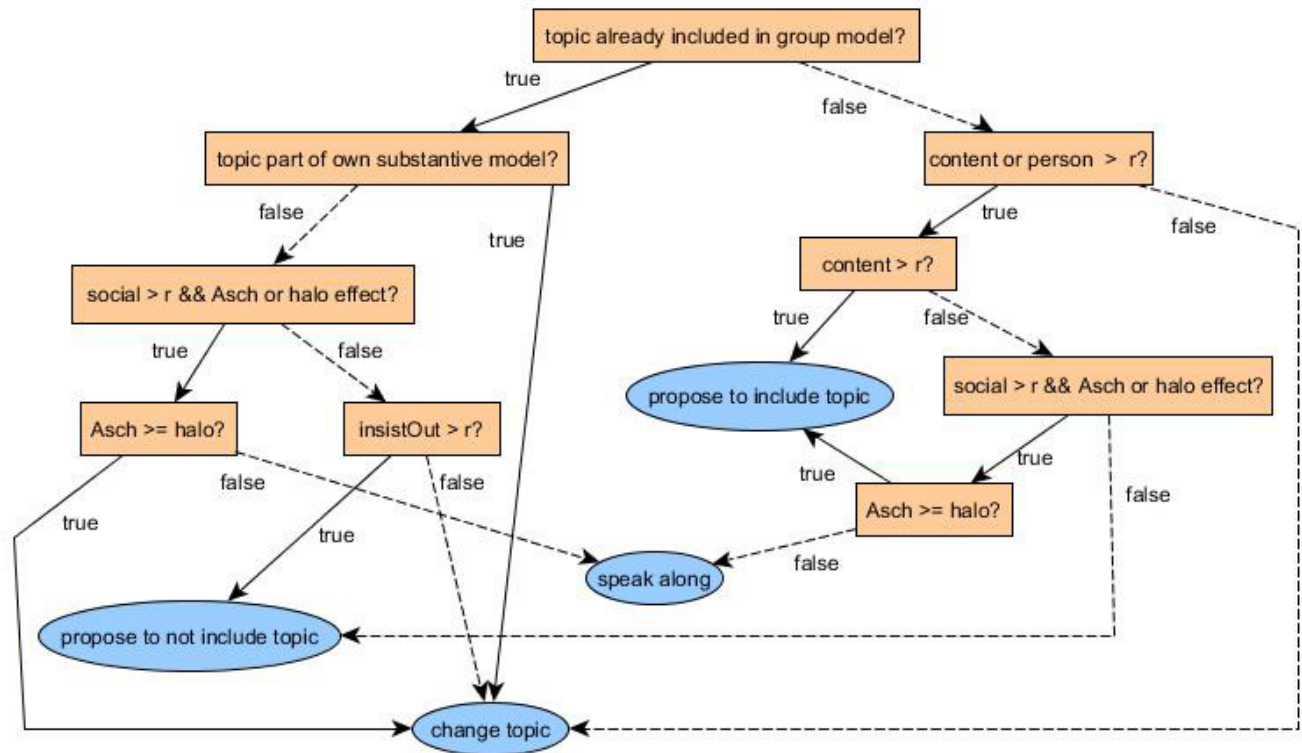 topic already included in group model?
true
false
topic part of own substantive model?
content or person > r?
false
true
true
false
social > r && Asch or halo effect?
content > r?
true
false
true
false
Asch >= halo?
insistOut > r?
propose to include topic
social > r && Asch or halo effect?
false
false
true
true
false
true
true
Asch >= halo?
false
speak along
propose to not include topic
change topic